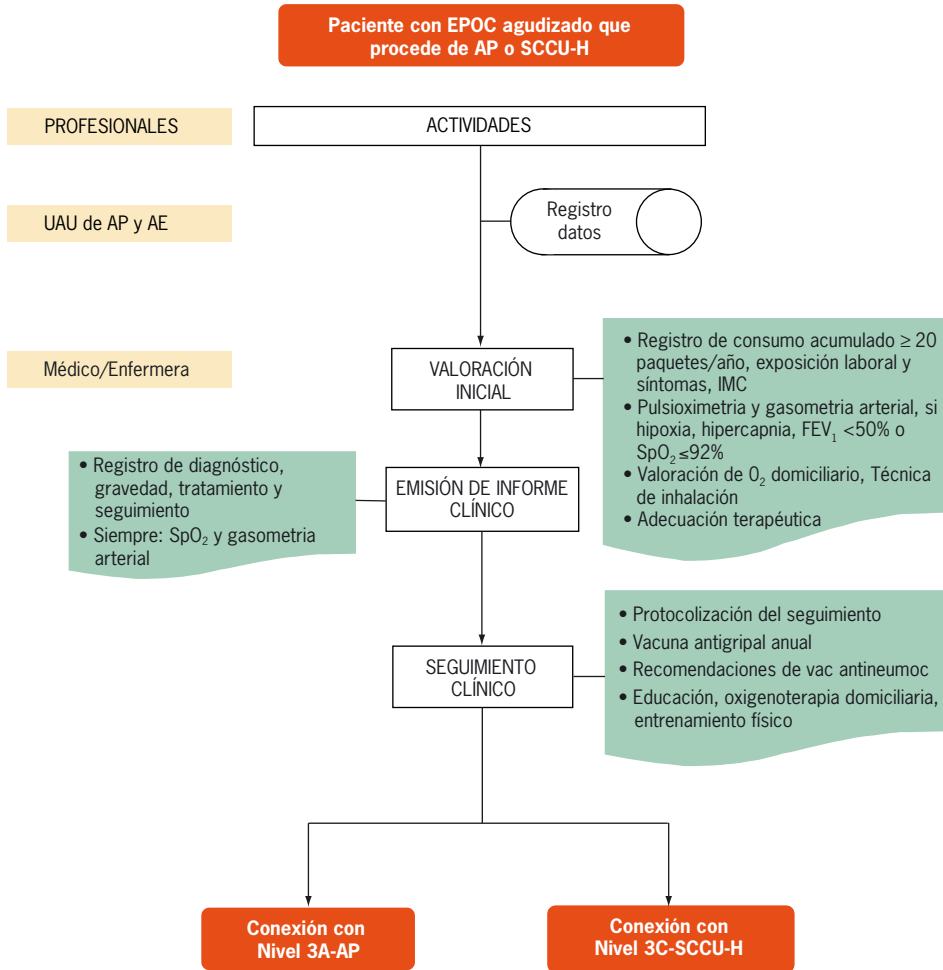 Paciente con EPOC agudizado que
procede de AP o SCCU-H
PROFESIONALES
ACTIVIDADES
UAU de AP y AE
Registro
datos
Médico/Enfermera
VALORACIÓN
INICIAL
• Registro de consumo acumulado ≥ 20
paquetes/año, exposición laboral y
síntomas, IMC
• Pulsioximetria y gasometria arterial, si
hipoxia, hipercapnia, FEV₁ <50% o
SpO₂ ≤92%
• Valoración de O₂ domiciliario, Técnica
de inhalación
• Adecuación terapéutica
• Registro de diagnóstico,
gravedad, tratamiento y
seguimiento
• Siempre: SpO₂ y gasometria
arterial
EMISIÓN DE INFORME
CLÍNICO
• Protocolización del seguimiento
• Vacuna antigripal anual
• Recomendaciones de vac antineumoc
• Educación, oxigenoterapia domiciliaria,
entrenamiento físico
SEGUIMIENTO
CLÍNICO
Conexión con
Nivel 3A-AP
Conexión con
Nivel 3C-SCCU-H